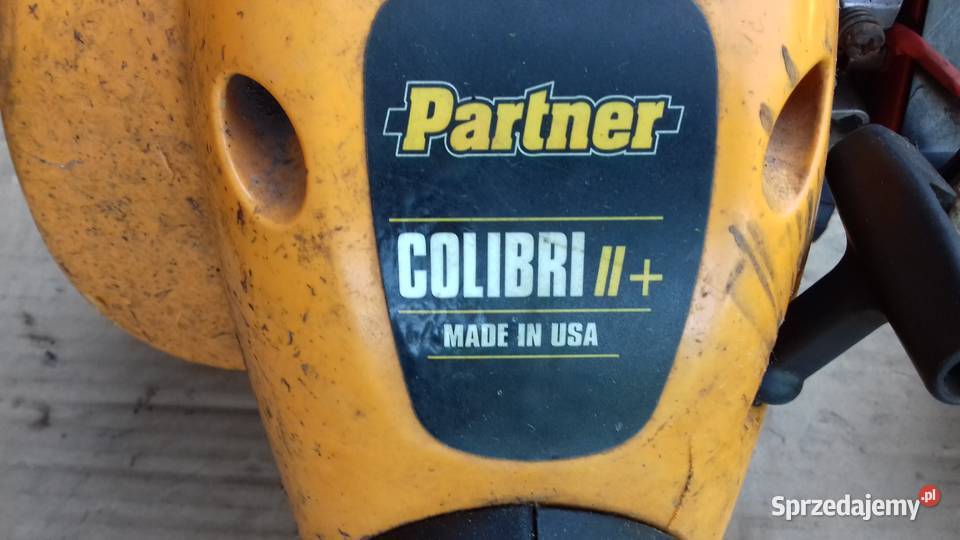 Partner
COLIBRI II+
MADE IN USA
Sprzedajemy.pl